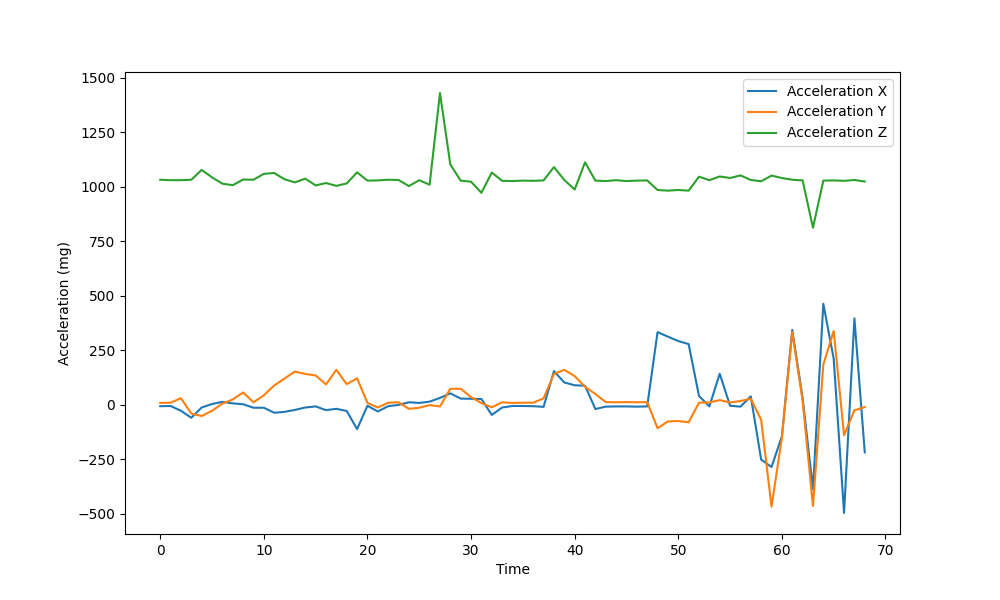 Acceleration X
Acceleration Y
Acceleration Z
1500
1250
1000
750
500
250
0
−250
−500
Acceleration (mg)
0 10 20 30 40 50 60 70
Time